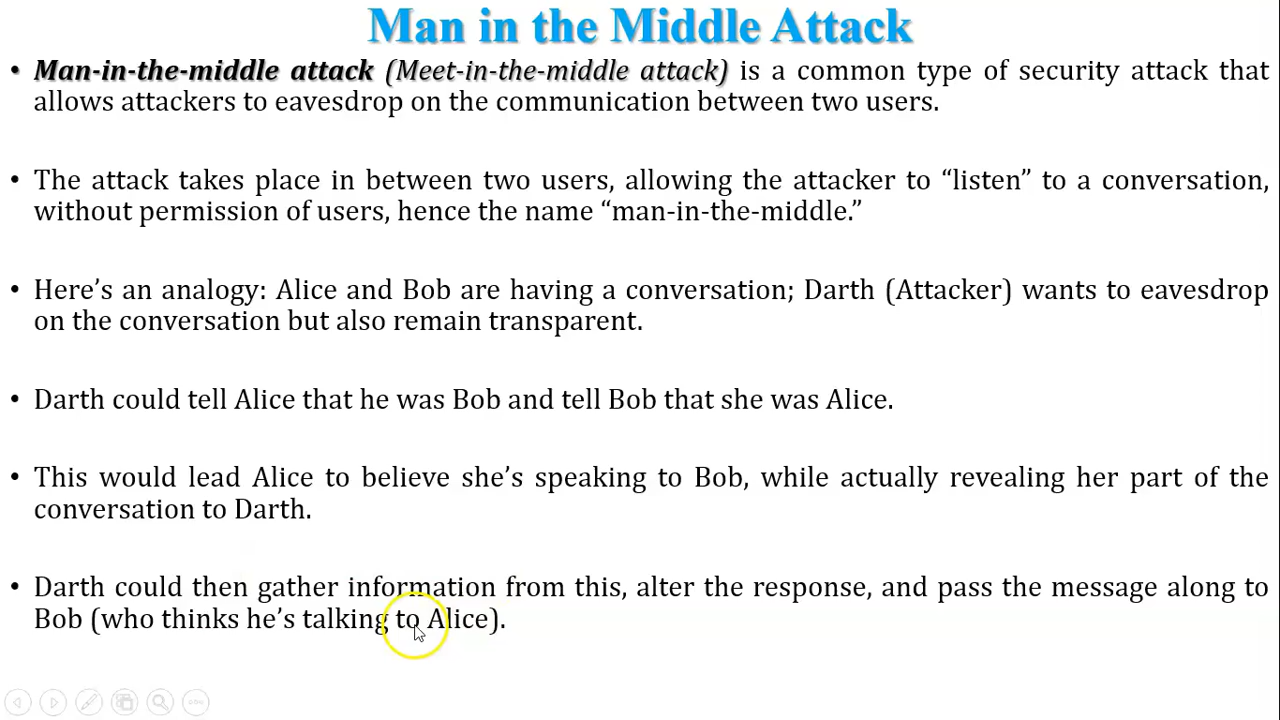 Man in the Middle Attack
• Man-in-the-middle attack (Meet-in-the-middle attack) is a common type of security attack that
allows attackers to eavesdrop on the communication between two users.
• The attack takes place in between two users, allowing the attacker to “listen” to a conversation,
without permission of users, hence the name “man-in-the-middle.”
• Here’s an analogy: Alice and Bob are having a conversation; Darth (Attacker) wants to eavesdrop
on the conversation but also remain transparent.
• Darth could tell Alice that he was Bob and tell Bob that she was Alice.
• This would lead Alice to believe she’s speaking to Bob, while actually revealing her part of the
conversation to Darth.
• Darth could then gather information from this, alter the response, and pass the message along to
Bob (who thinks he’s talking to Alice).